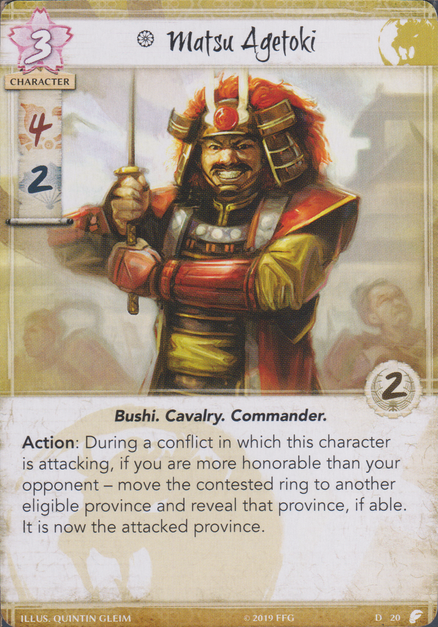 3
Matsu Agetoki
CHARACTER
4
2
2
Bushi. Cavalry. Commander.
Action: During a conflict in which this character
is attacking, if you are more honorable than your
opponent – move the contested ring to another
eligible province and reveal that province, if able.
It is now the attacked province.
ILLUS. QUINTIN GLEIM © 2019 FFG D 20